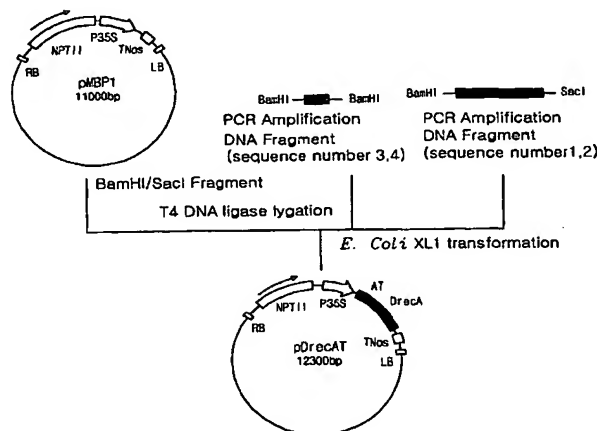 P35S
NPTII
TNos
RB
LB
pMBP1
11000bp
BamHI
BamHI
BamHI
SacI
PCR Amplification
DNA Fragment
(sequence number 3,4)
PCR Amplification
DNA Fragment
(sequence number1,2)
BamHI/SacI Fragment
T4 DNA ligase lygation
E. Coli XL1 transformation
AT
P35S
DrecA
NPTII
RB
TNos
LB
pDrecAT
12300bp